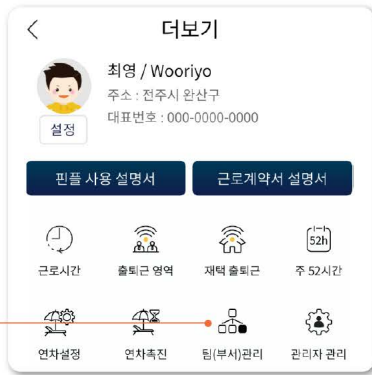 더보기
최영 / Wooriyo
주소 : 전주시 완산구
대표번호 : 000-0000-0000
설정
핀플 사용 설명서 근로계약서 설명서
근로시간 출퇴근 영역 재택 출퇴근 주 52시간
52h
연차설정 연차촉진 팀(부서)관리 관리자 관리